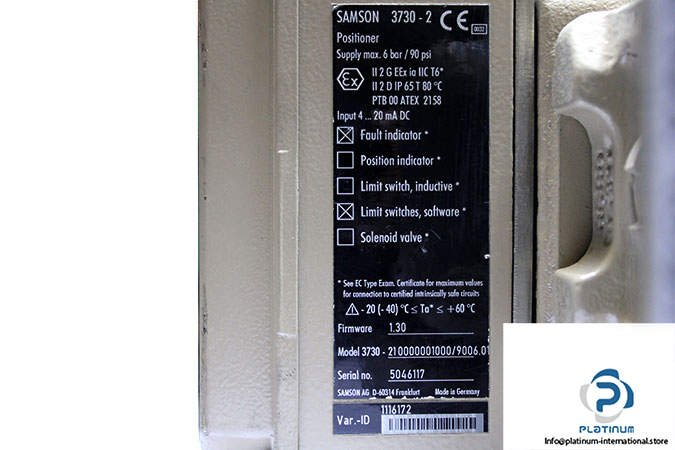 SAMSON 3730 - 2 CE 0032
Positioner
Supply max. 6 bar / 90 psi
Ex II 2 G EEx ia IIC T6*
II 2 D IP 65 T 80 °C
PTB 00 ATEX 2158
Input 4 ... 20 mA DC
Fault indicator *
Position indicator *
Limit switch, inductive *
Limit switches, software *
Solenoid valve *
* See EC Type Exam. Certificate for maximum values
for connection to certified intrinsically safe circuits
- 20 (- 40) °C ≤ Ta* ≤ +60 °C
Firmware 1.30
Model 3730 - 210000001000/9006.01
Serial no. 5046117
SAMSON AG D-60314 Frankfurt Made in Germany
Var.-ID 1116172
PLATINUM
Info@platinum-international.store